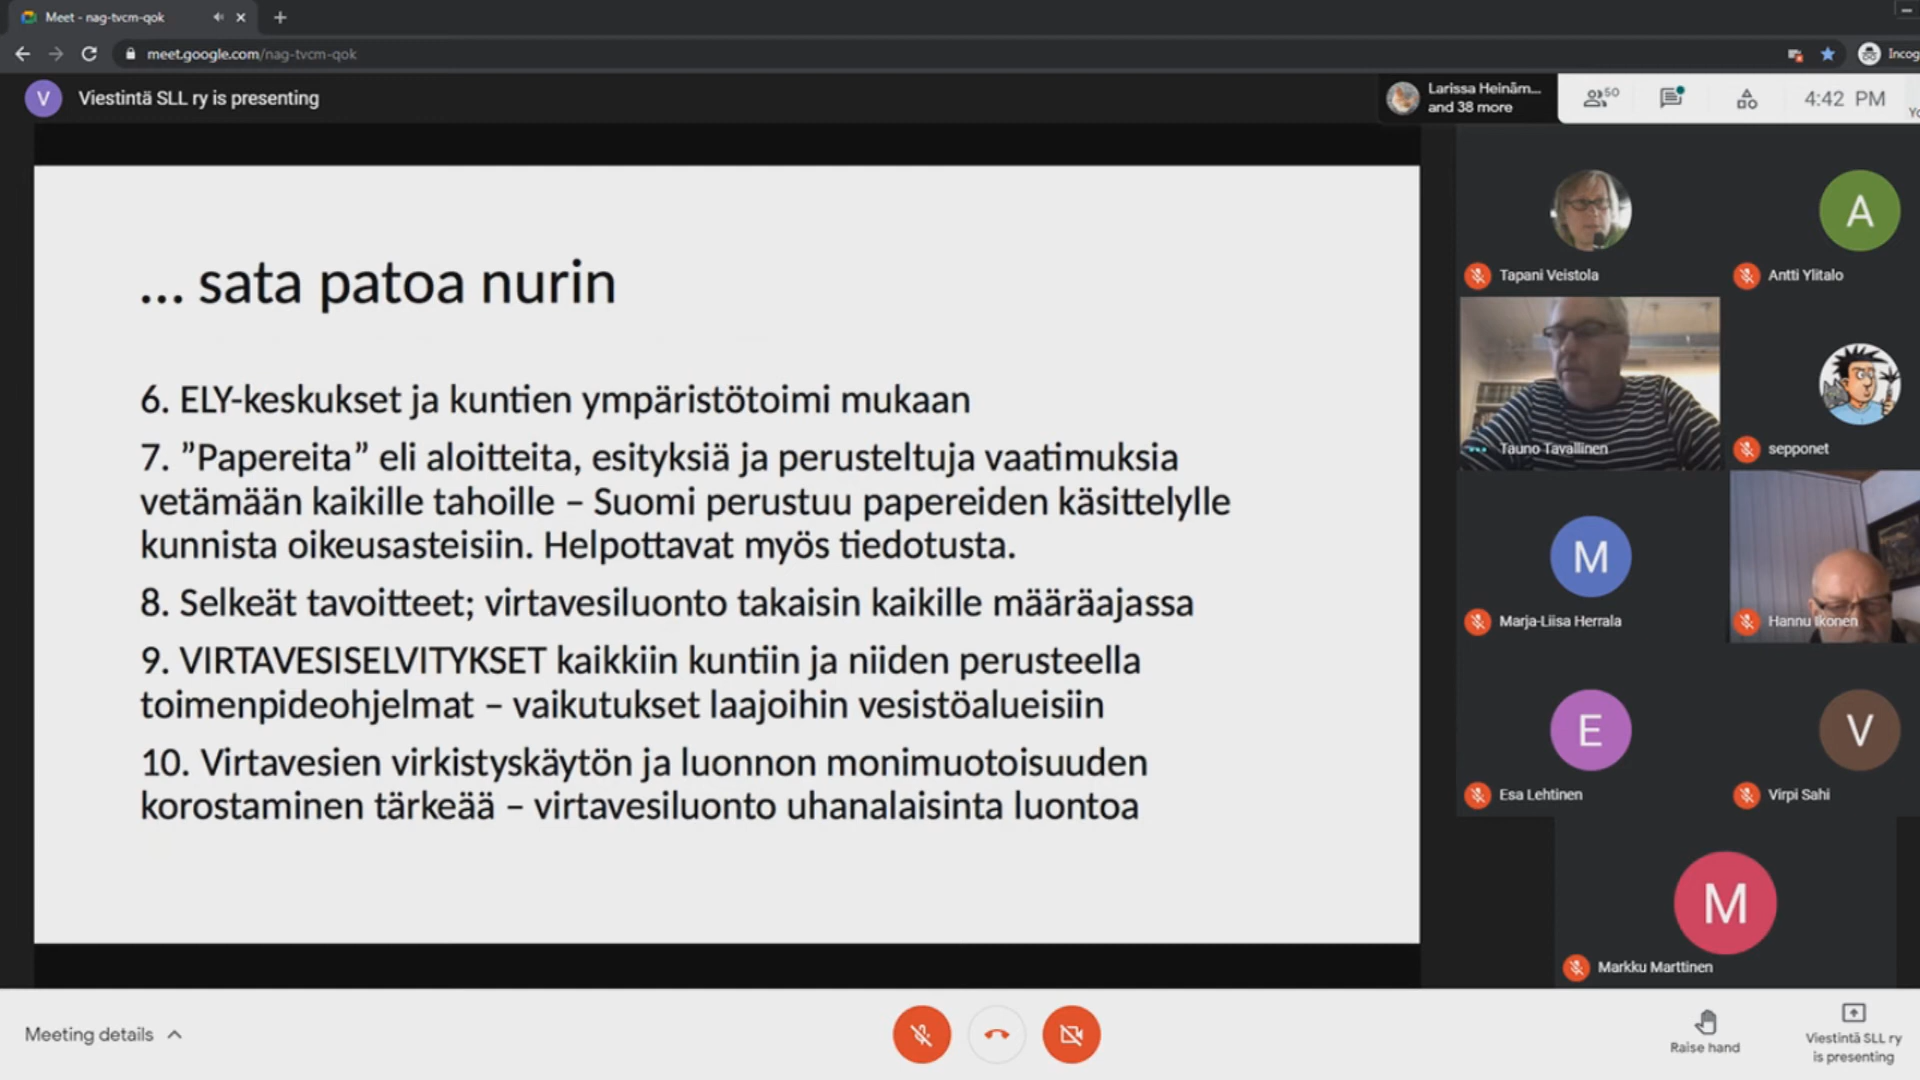 Meet - nag-tvcm-qok
meet.google.com/nag-tvcm-qok
Incog
V
Viestintä SLL ry is presenting
Larissa Heinäm...
and 38 more
50
4:42 PM
… sata patoa nurin
6. ELY-keskukset ja kuntien ympäristötoimi mukaan
7. ”Papereita” eli aloitteita, esityksiä ja perusteltuja vaatimuksia
vetämään kaikille tahoille – Suomi perustuu papereiden käsittelylle
kunnista oikeusasteisiin. Helpottavat myös tiedotusta.
8. Selkeät tavoitteet; virtavesiluonto takaisin kaikille määräajassa
9. VIRTAVESISELVITYKSET kaikkiin kuntiin ja niiden perusteella
toimenpideohjelmat – vaikutukset laajoihin vesistöalueisiin
10. Virtavesien virkistyskäytön ja luonnon monimuotoisuuden
korostaminen tärkeää – virtavesiluonto uhanalaisinta luontoa
Tapani Veistola
A
Antti Ylitalo
Tauno Tavallinen
sepponet
M
Marja-Liisa Herrala
Hannu Ikonen
E
Esa Lehtinen
V
Virpi Sahi
M
Markku Marttinen
Meeting details
Raise hand
Viestintä SLL ry
is presenting